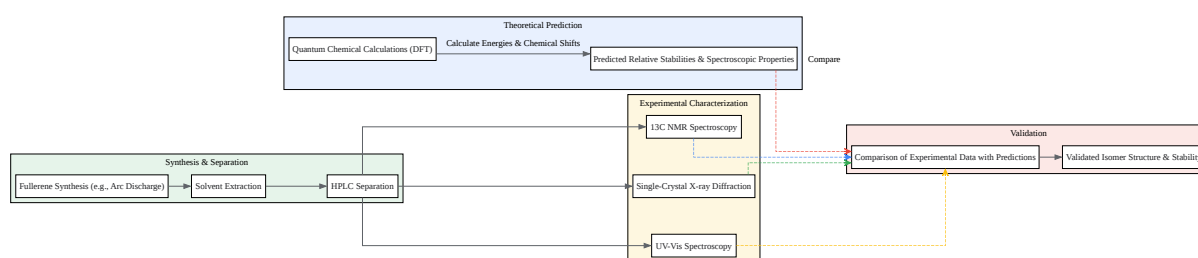 Theoretical Prediction
Quantum Chemical Calculations (DFT)
Calculate Energies & Chemical Shifts
Predicted Relative Stabilities & Spectroscopic Properties
Compare
Experimental Characterization
13C NMR Spectroscopy
Single-Crystal X-ray Diffraction
UV-Vis Spectroscopy
Synthesis & Separation
Fullerene Synthesis (e.g., Arc Discharge)
Solvent Extraction
HPLC Separation
Validation
Comparison of Experimental Data with Predictions
Validated Isomer Structure &